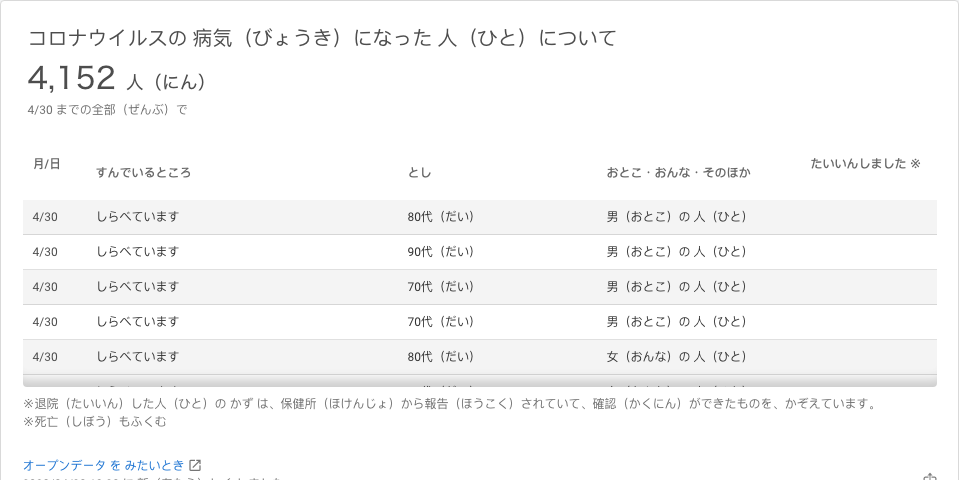 コロナウイルスの 病気（びょうき）になった 人（ひと）について
4,152 人（にん）
4/30 までの全部（ぜんぶ）で
月/日 すんでいるところ とし おとこ・おんな・そのほか たいいんしました ※
4/30 しらべています 80代（だい） 男（おとこ）の 人（ひと）
4/30 しらべています 90代（だい） 男（おとこ）の 人（ひと）
4/30 しらべています 70代（だい） 男（おとこ）の 人（ひと）
4/30 しらべています 70代（だい） 男（おとこ）の 人（ひと）
4/30 しらべています 80代（だい） 女（おんな）の 人（ひと）
※退院（たいいん）した人（ひと）の かず は、保健所（ほけんじょ）から報告（ほうこく）されていて、確認（かくにん）ができたものを、かぞえています。
※死亡（しぼう）もふくむ
オープンデータ を みたいとき